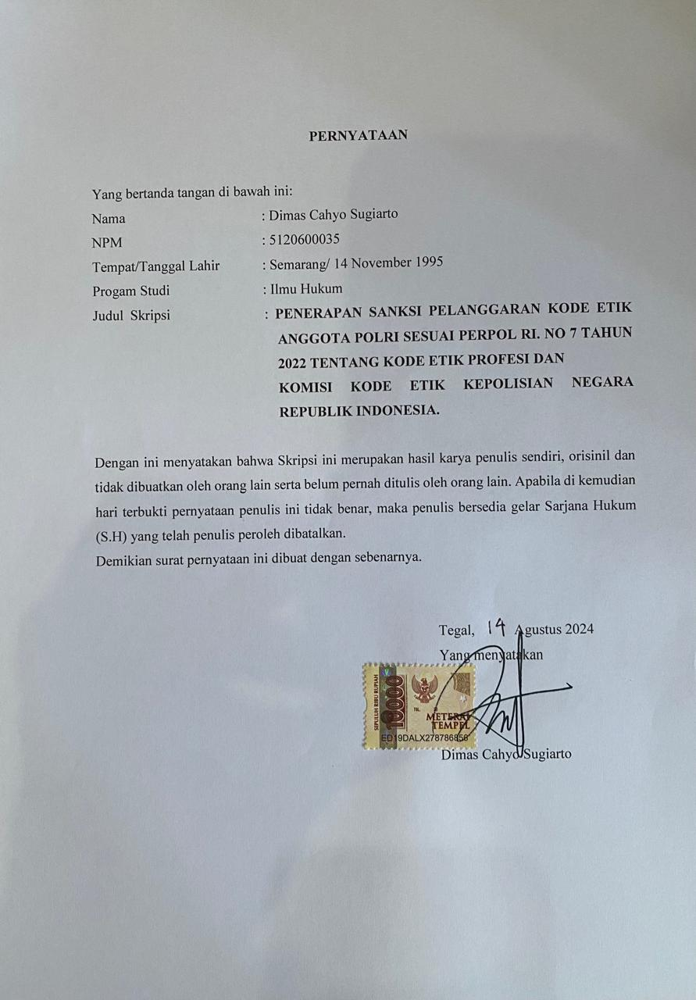 PERNYATAAN
Yang bertanda tangan di bawah ini:
Nama : Dimas Cahyo Sugiarto
NPM : 5120600035
Tempat/Tanggal Lahir : Semarang/ 14 November 1995
Progam Studi : Ilmu Hukum
Judul Skripsi : PENERAPAN SANKSI PELANGGARAN KODE ETIK
ANGGOTA POLRI SESUAI PERPOL RI. NO 7 TAHUN
2022 TENTANG KODE ETIK PROFESI DAN
KOMISI KODE ETIK KEPOLISIAN NEGARA
REPUBLIK INDONESIA.
Dengan ini menyatakan bahwa Skripsi ini merupakan hasil karya penulis sendiri, orisinil dan
tidak dibuatkan oleh orang lain serta belum pernah ditulis oleh orang lain. Apabila di kemudian
hari terbukti pernyataan penulis ini tidak benar, maka penulis bersedia gelar Sarjana Hukum
(S.H) yang telah penulis peroleh dibatalkan.
Demikian surat pernyataan ini dibuat dengan sebenarnya.
Tegal, 14 Agustus 2024
Yang menyatakan
SEPULUH RIBU RUPIAH
10000
TGL.
METERAI
TEMPEL
Dimas Cahyo Sugiarto